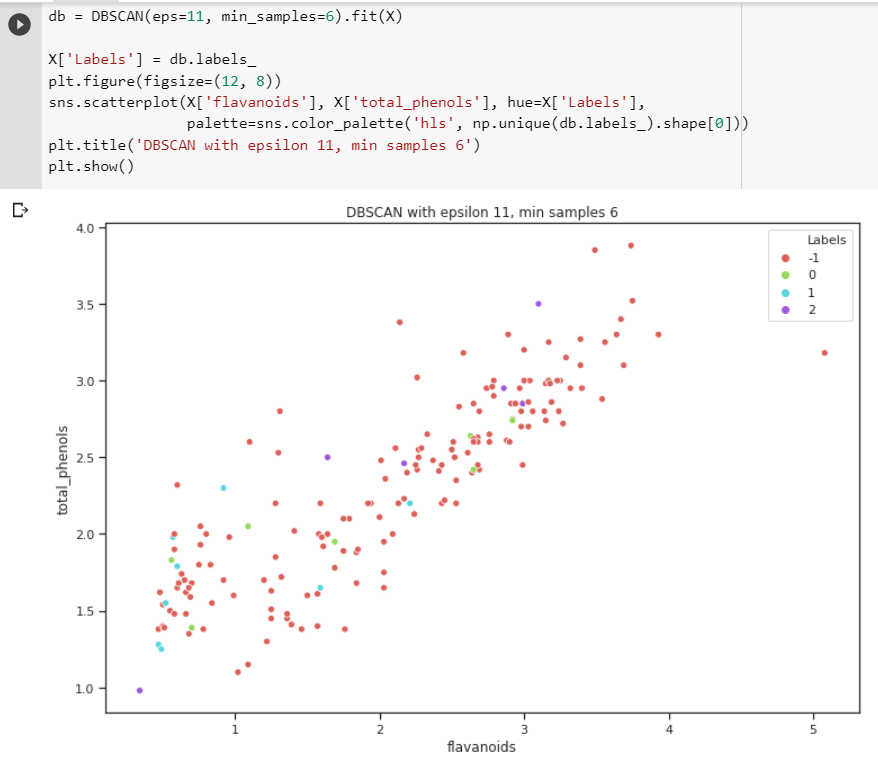 db = DBSCAN(eps=11, min_samples=6).fit(X)
X['Labels'] = db.labels_
plt.figure(figsize=(12, 8))
sns.scatterplot(X['flavanoids'], X['total_phenols'], hue=X['Labels'],
palette=sns.color_palette('hls', np.unique(db.labels_).shape[0]))
plt.title('DBSCAN with epsilon 11, min samples 6')
plt.show()
DBSCAN with epsilon 11, min samples 6
Labels
-1
0
1
2
4.0
3.5
3.0
2.5
2.0
1.5
1.0
total_phenols
1 2 3 4 5
flavanoids